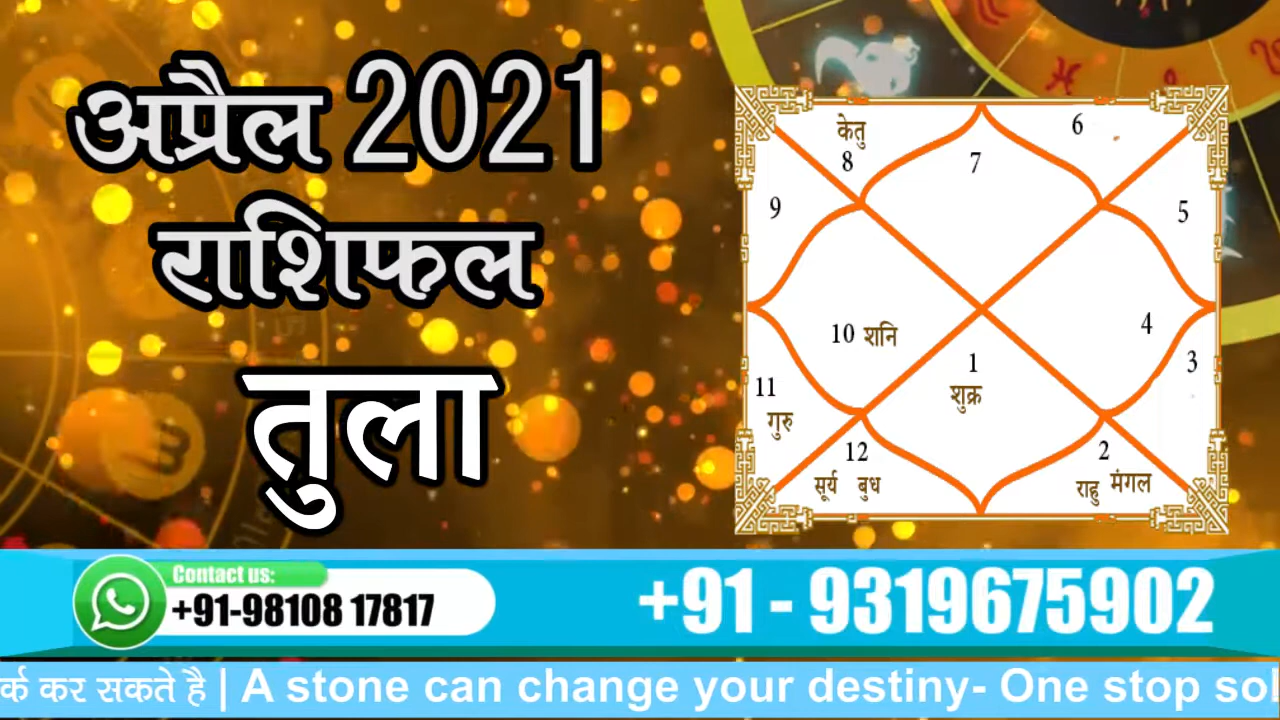 अप्रैल 2021
राशिफल
तुला
केतु
8
7
6
9
5
10 शनि
4
3
1
शुक्र
11
गुरु
12
सूर्य बुध
2
राहु मंगल
Contact us:
+91-98108 17817
+91 - 9319675902
र्क कर सकते है | A stone can change your destiny- One stop sol